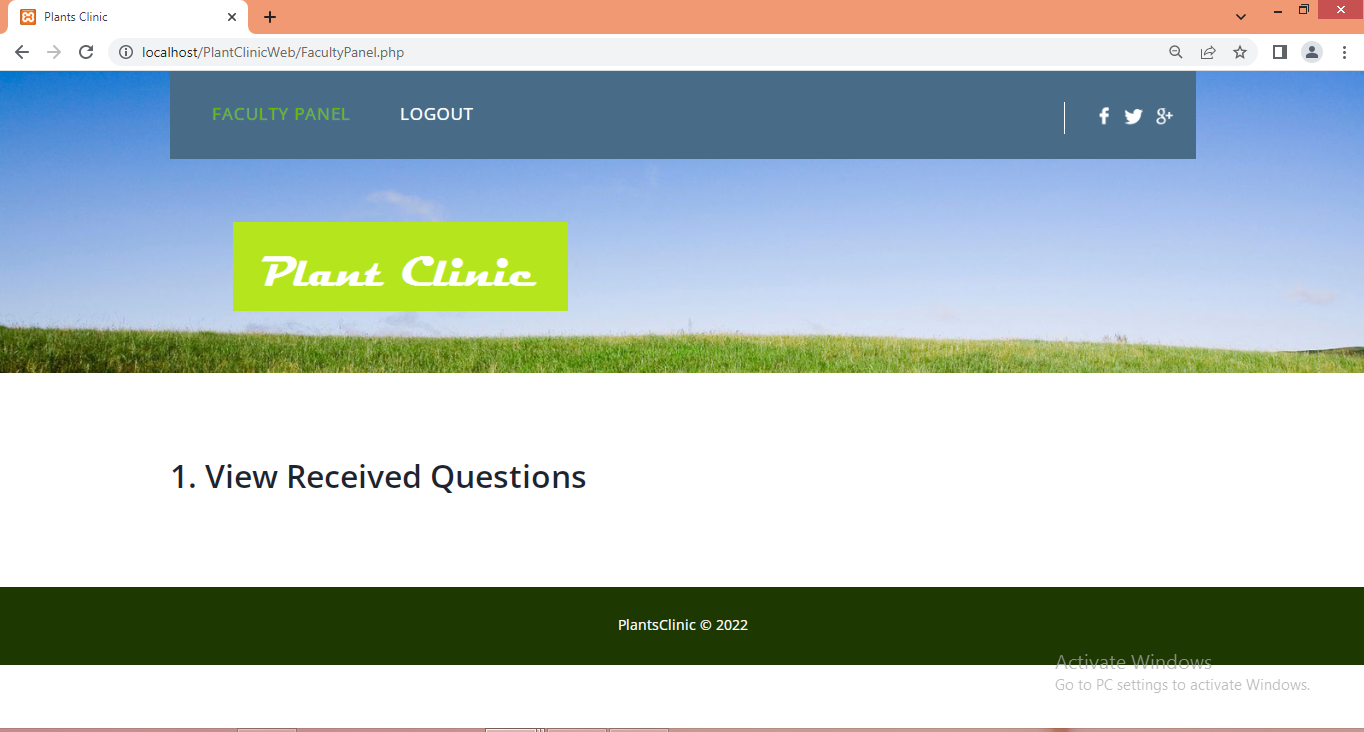 Plants Clinic
localhost/PlantClinicWeb/FacultyPanel.php
FACULTY PANEL LOGOUT
Plant Clinic
1. View Received Questions
PlantsClinic © 2022
Activate Windows
Go to PC settings to activate Windows.